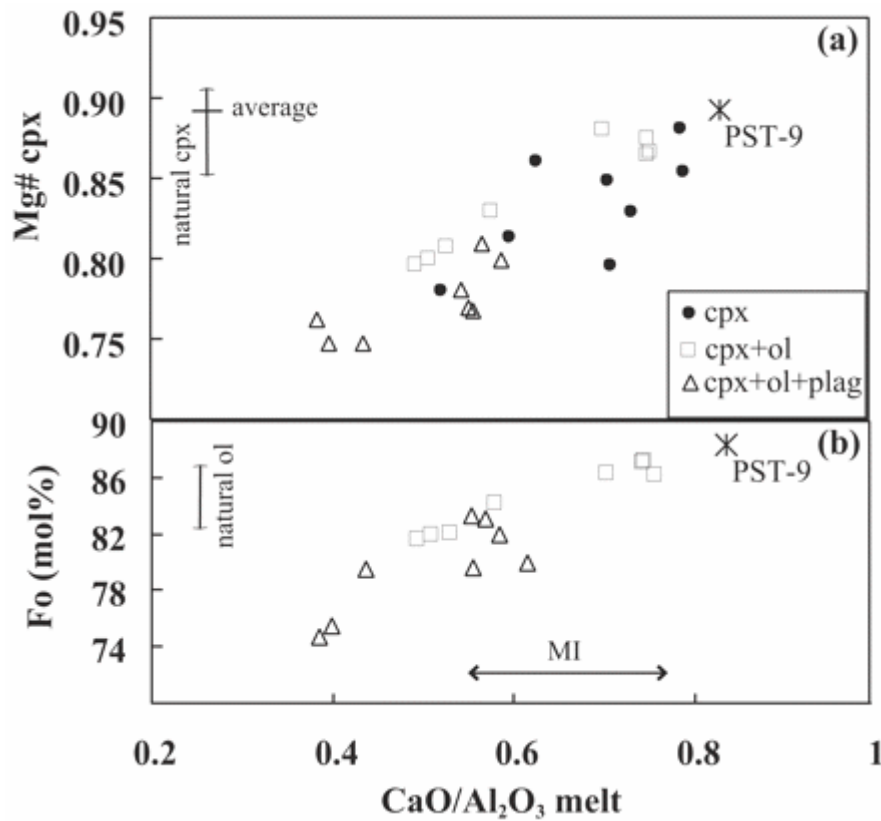 0.95
(a)
0.90
average
PST-9
natural cpx
Mg# cpx
0.85
0.80
0.75
cpx
cpx+ol
cpx+ol+plag
90
(b)
natural ol
PST-9
86
82
Fo (mol%)
78
74
MI
0.2 0.4 0.6 0.8 1
CaO/Al₂O₃ melt